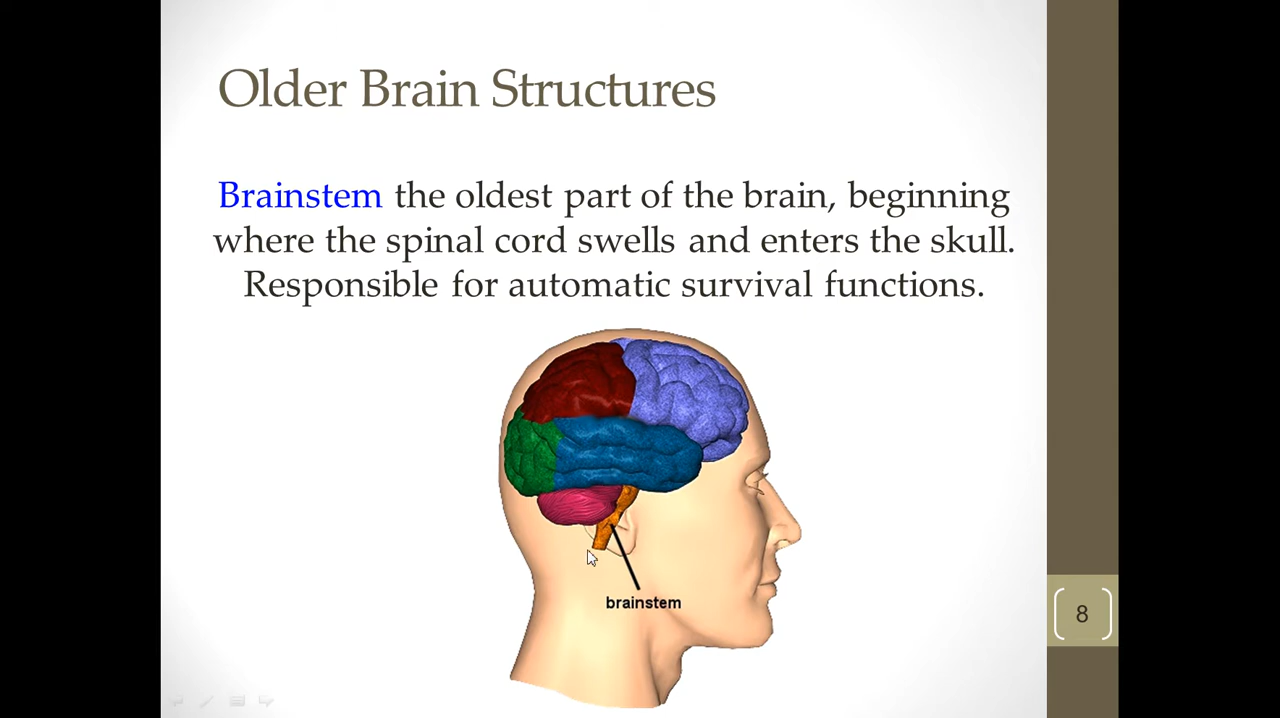 Older Brain Structures
Brainstem the oldest part of the brain, beginning
where the spinal cord swells and enters the skull.
Responsible for automatic survival functions.
brainstem
8